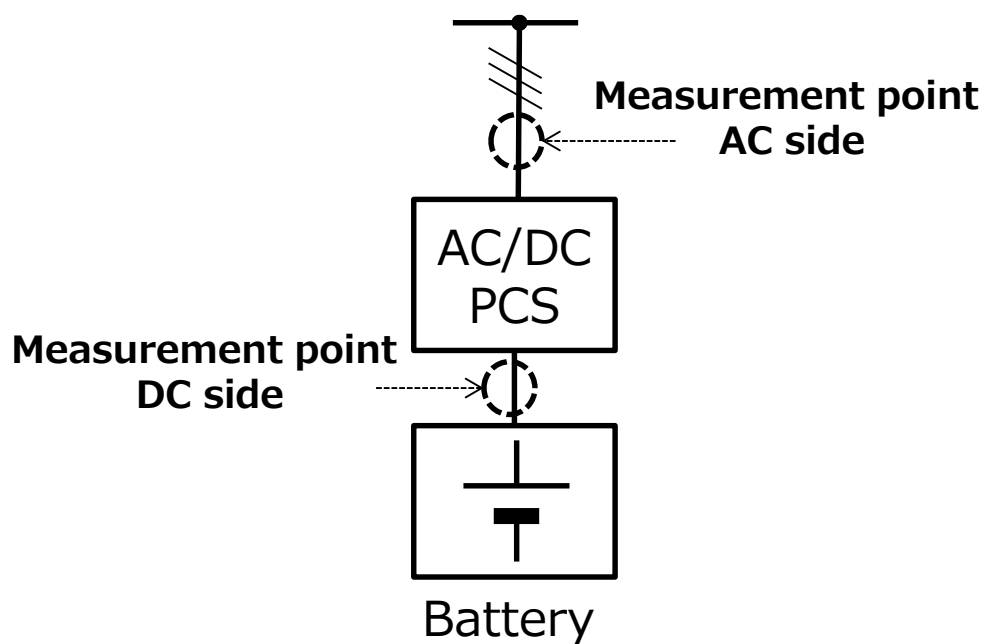 Measurement point
AC side
AC/DC
PCS
Measurement point
DC side
Battery